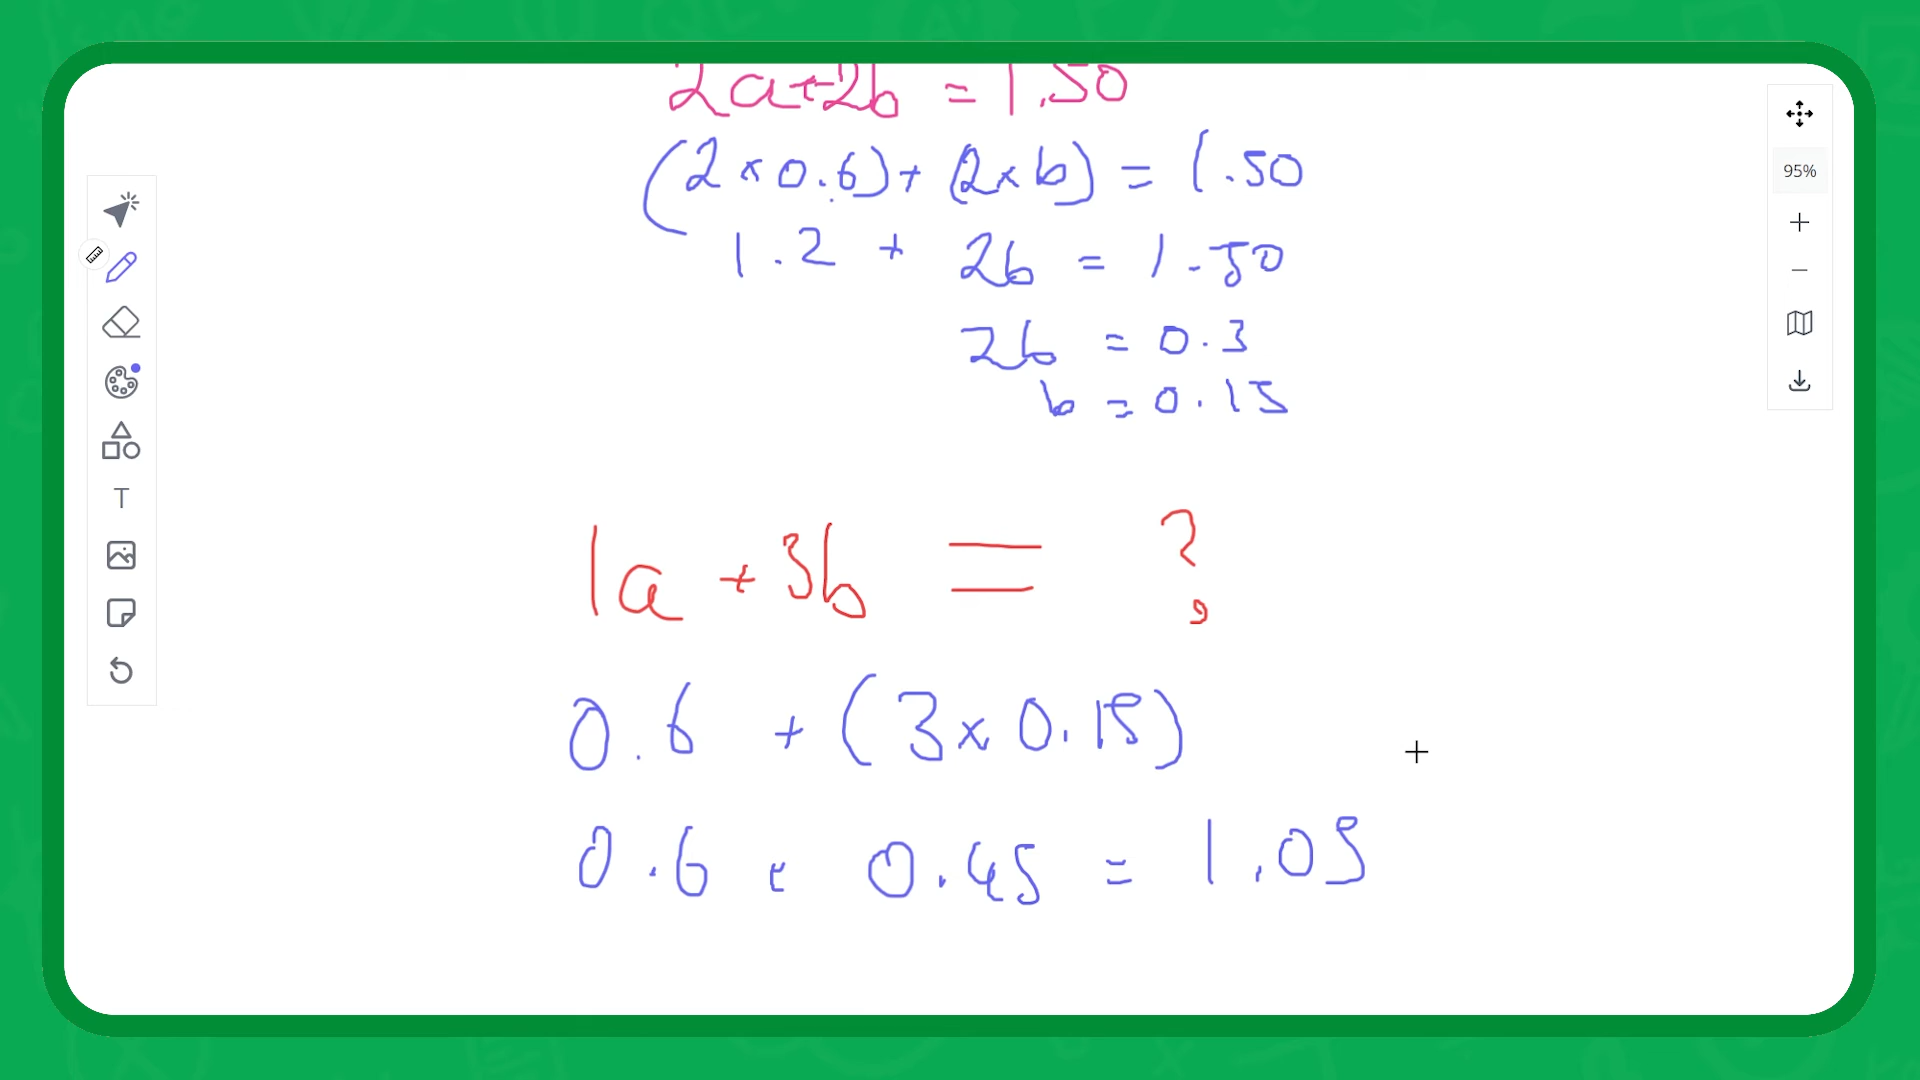 2a+2b = 1.50
(2 × 0.6) + (2 × b) = 1.50
1.2 + 2b = 1.50
2b = 0.3
b = 0.15
1a + 3b = ?
0.6 + (3 × 0.15)
0.6 + 0.45 = 1.05
95%
T